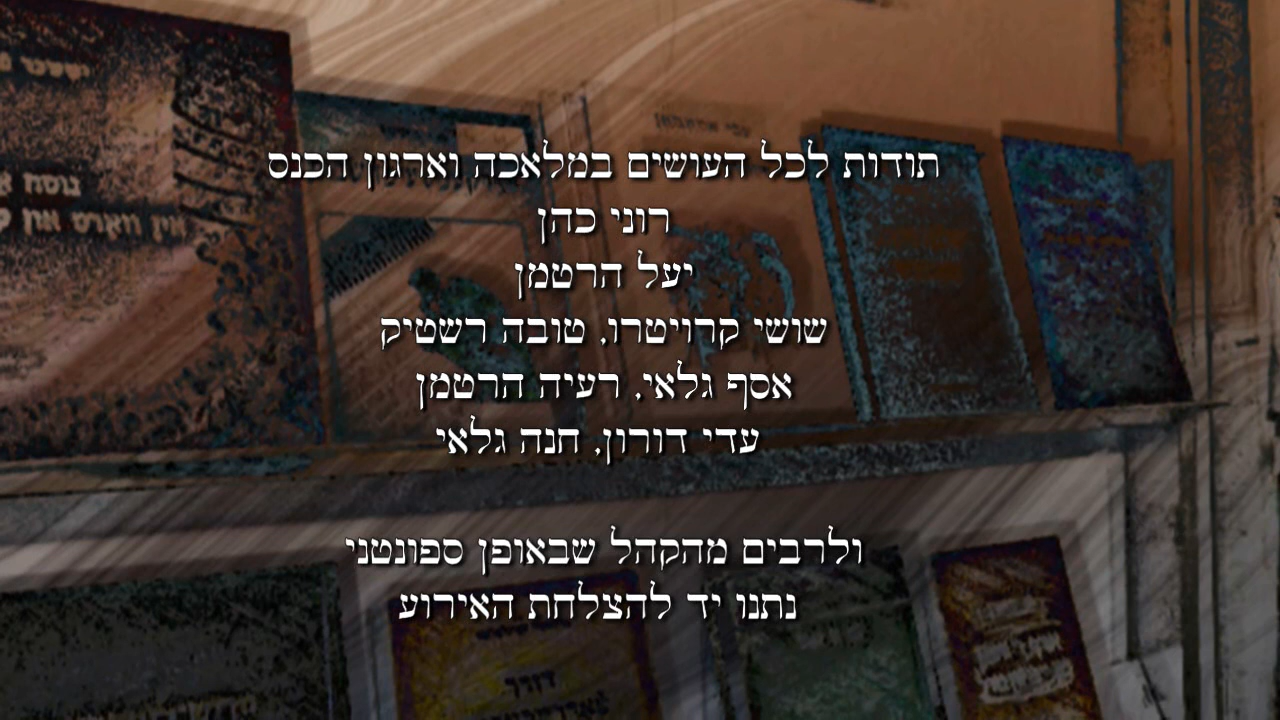 תודות לכל העושים במלאכה וארגון הכנס
רוני כהן
יעל הרטמן
שושי קרויטרו, טובה רשטיק
אסף גלאי, רעיה הרטמן
עדי דורון, חנה גלאי
ולרבים מהקהל שבאופן ספונטני
נתנו יד להצלחת האירוע